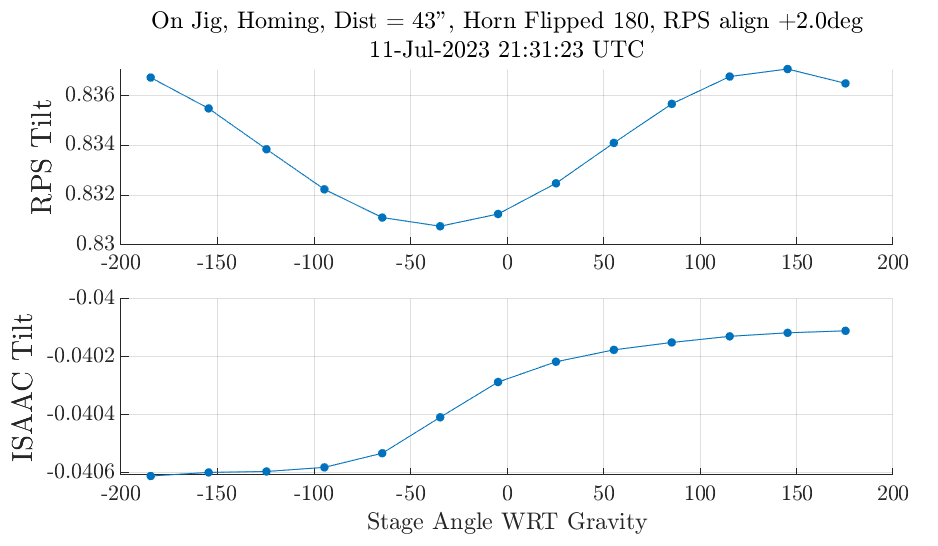 On Jig, Homing, Dist = 43”, Horn Flipped 180, RPS align +2.0deg
11-Jul-2023 21:31:23 UTC
RPS Tilt
0.836
0.834
0.832
0.83
-200 -150 -100 -50 0 50 100 150 200
ISAAC Tilt
-0.04
-0.0402
-0.0404
-0.0406
-200 -150 -100 -50 0 50 100 150 200
Stage Angle WRT Gravity